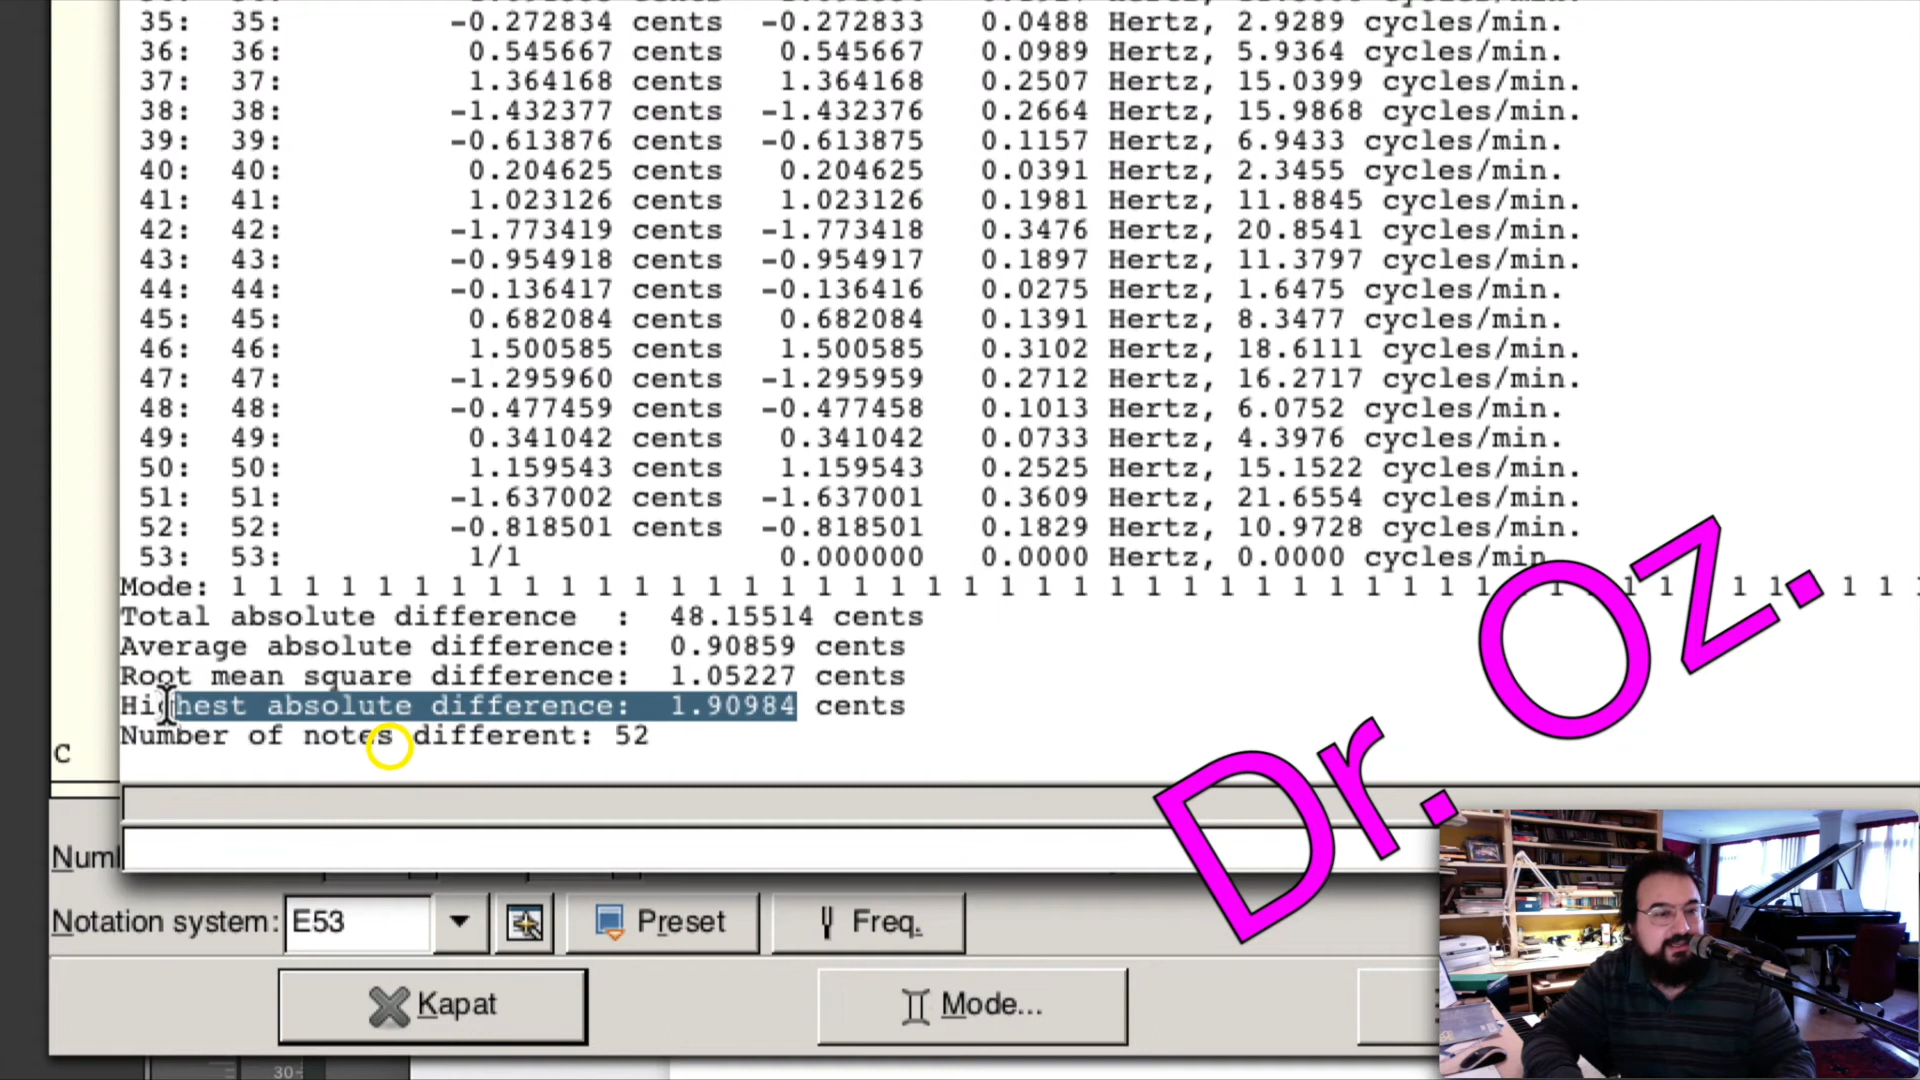 35: 35: -0.272834 cents -0.272833 0.0488 Hertz, 2.9289 cycles/min.
36: 36: 0.545667 cents 0.545667 0.0989 Hertz, 5.9364 cycles/min.
37: 37: 1.364168 cents 1.364168 0.2507 Hertz, 15.0399 cycles/min.
38: 38: -1.432377 cents -1.432376 0.2664 Hertz, 15.9868 cycles/min.
39: 39: -0.613876 cents -0.613875 0.1157 Hertz, 6.9433 cycles/min.
40: 40: 0.204625 cents 0.204625 0.0391 Hertz, 2.3455 cycles/min.
41: 41: 1.023126 cents 1.023126 0.1981 Hertz, 11.8845 cycles/min.
42: 42: -1.773419 cents -1.773418 0.3476 Hertz, 20.8541 cycles/min.
43: 43: -0.954918 cents -0.954917 0.1897 Hertz, 11.3797 cycles/min.
44: 44: -0.136417 cents -0.136416 0.0275 Hertz, 1.6475 cycles/min.
45: 45: 0.682084 cents 0.682084 0.1391 Hertz, 8.3477 cycles/min.
46: 46: 1.500585 cents 1.500585 0.3102 Hertz, 18.6111 cycles/min.
47: 47: -1.295960 cents -1.295959 0.2712 Hertz, 16.2717 cycles/min.
48: 48: -0.477459 cents -0.477458 0.1013 Hertz, 6.0752 cycles/min.
49: 49: 0.341042 cents 0.341042 0.0733 Hertz, 4.3976 cycles/min.
50: 50: 1.159543 cents 1.159543 0.2525 Hertz, 15.1522 cycles/min.
51: 51: -1.637002 cents -1.637001 0.3609 Hertz, 21.6554 cycles/min.
52: 52: -0.818501 cents -0.818501 0.1829 Hertz, 10.9728 cycles/min.
53: 53: 1/1 0.000000 0.0000 Hertz, 0.0000 cycles/min
Mode: 1 1 1 1 1 1 1 1 1 1 1 1 1 1 1 1 1 1 1 1 1 1 1 1 1 1 1 1 1 1 1 1 1 1 1 1 1 1 1 1 1 1 1 1 1 1
Total absolute difference : 48.15514 cents
Average absolute difference: 0.90859 cents
Root mean square difference: 1.05227 cents
Highest absolute difference: 1.90984 cents
Number of notes different: 52
C
Dr. Oz.
Num
Notation system: E53 Preset Freq.
Kapat Mode...
30